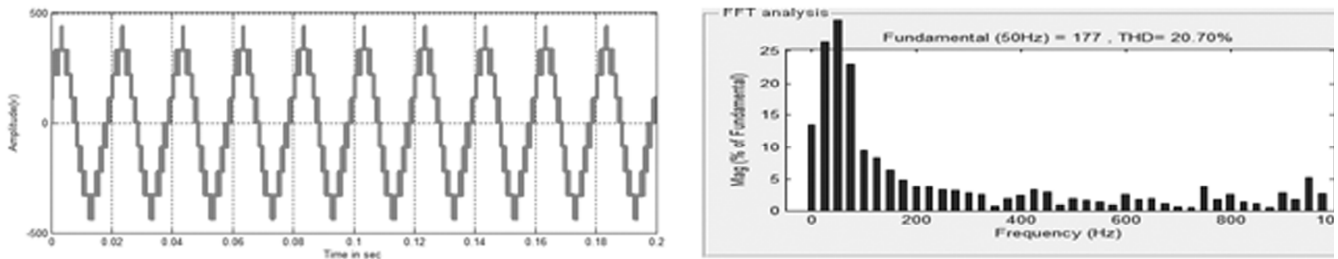 500
0
-500
Amplitude(v)
0 0.02 0.04 0.06 0.08 0.1 0.12 0.14 0.16 0.18 0.2
Time in sec
FFT analysis
Fundamental (50Hz) = 177 , THD= 20.70%
25
20
15
10
5
0
Mag (% of Fundamental)
0 200 400 600 800 10
Frequency (Hz)